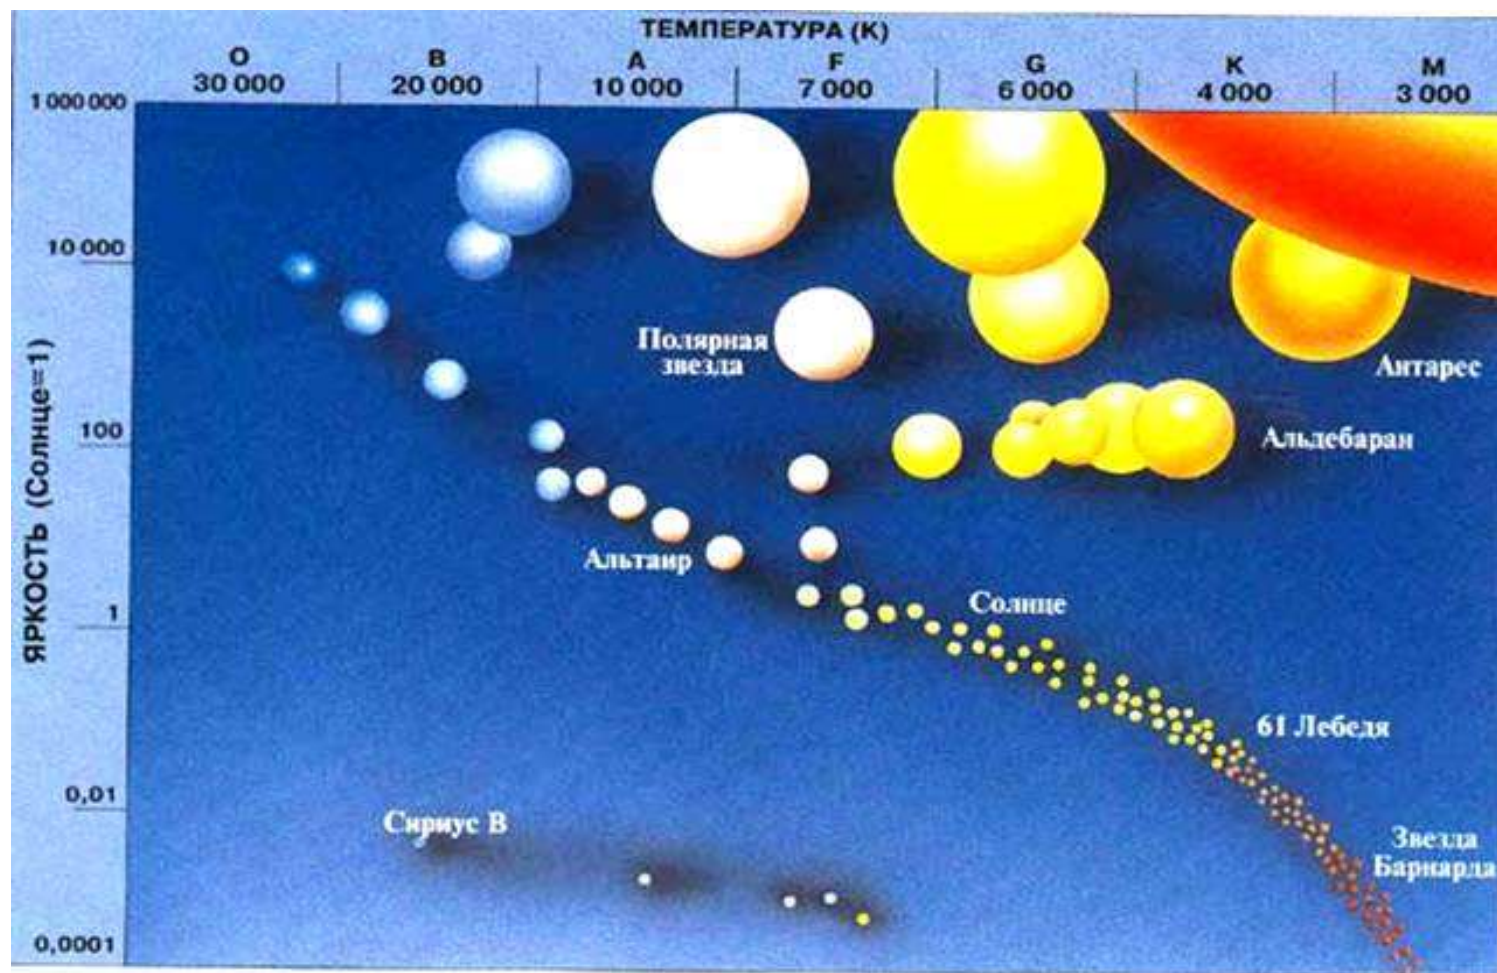 ТЕМПЕРАТУРА (К)
O B A F G K M
30 000 20 000 10 000 7 000 6 000 4 000 3 000
1 000 000
10 000
100
1
0,01
0,0001
ЯРКОСТЬ (Солнце=1)
Полярная
звезда
Антарес
Альдебаран
Альтаир
Солнце
61 Лебедя
Сириус В
Звезда
Барнарда